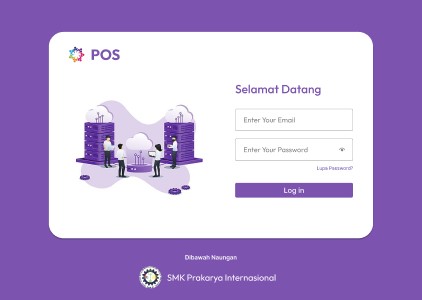 POS
Selamat Datang
Enter Your Email
Enter Your Password
Lupa Password?
Log in
Dibawah Naungan
SMK Prakarya Internasional